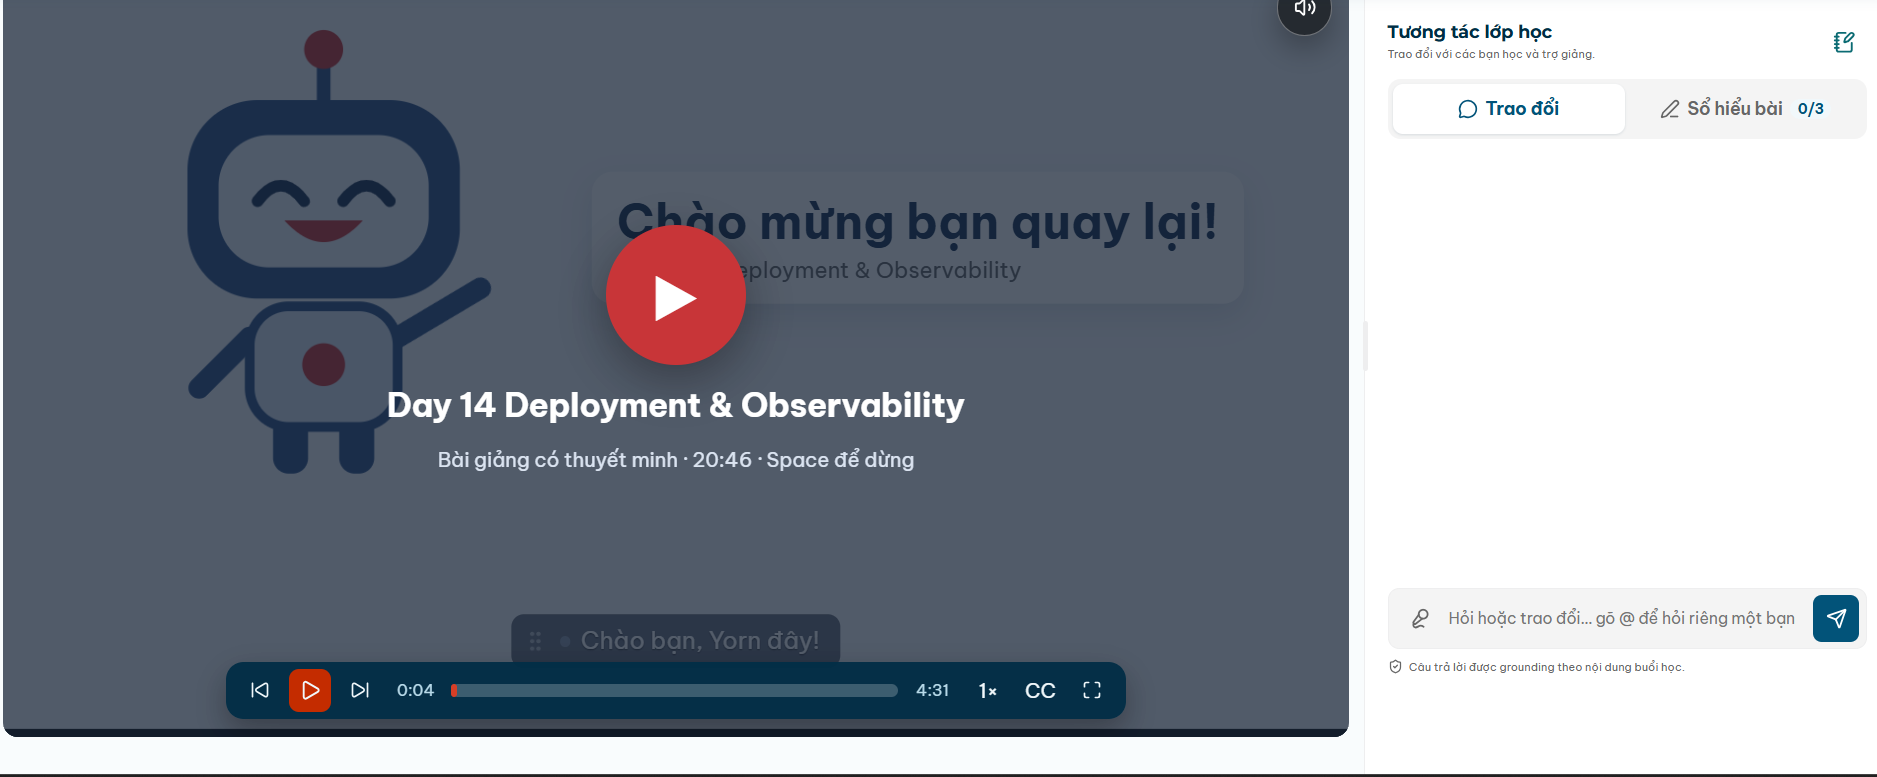 Chào mừng bạn quay lại!
eployment & Observability
Day 14 Deployment & Observability
Bài giảng có thuyết minh · 20:46 · Space để dừng
Chào bạn, Yorn đây!
0:04
4:31
1×
CC
Tương tác lớp học
Trao đổi với các bạn học và trợ giảng.
Trao đổi
Sổ hiểu bài 0/3
Hỏi hoặc trao đổi... gõ @ để hỏi riêng một bạn
Câu trả lời được grounding theo nội dung buổi học.